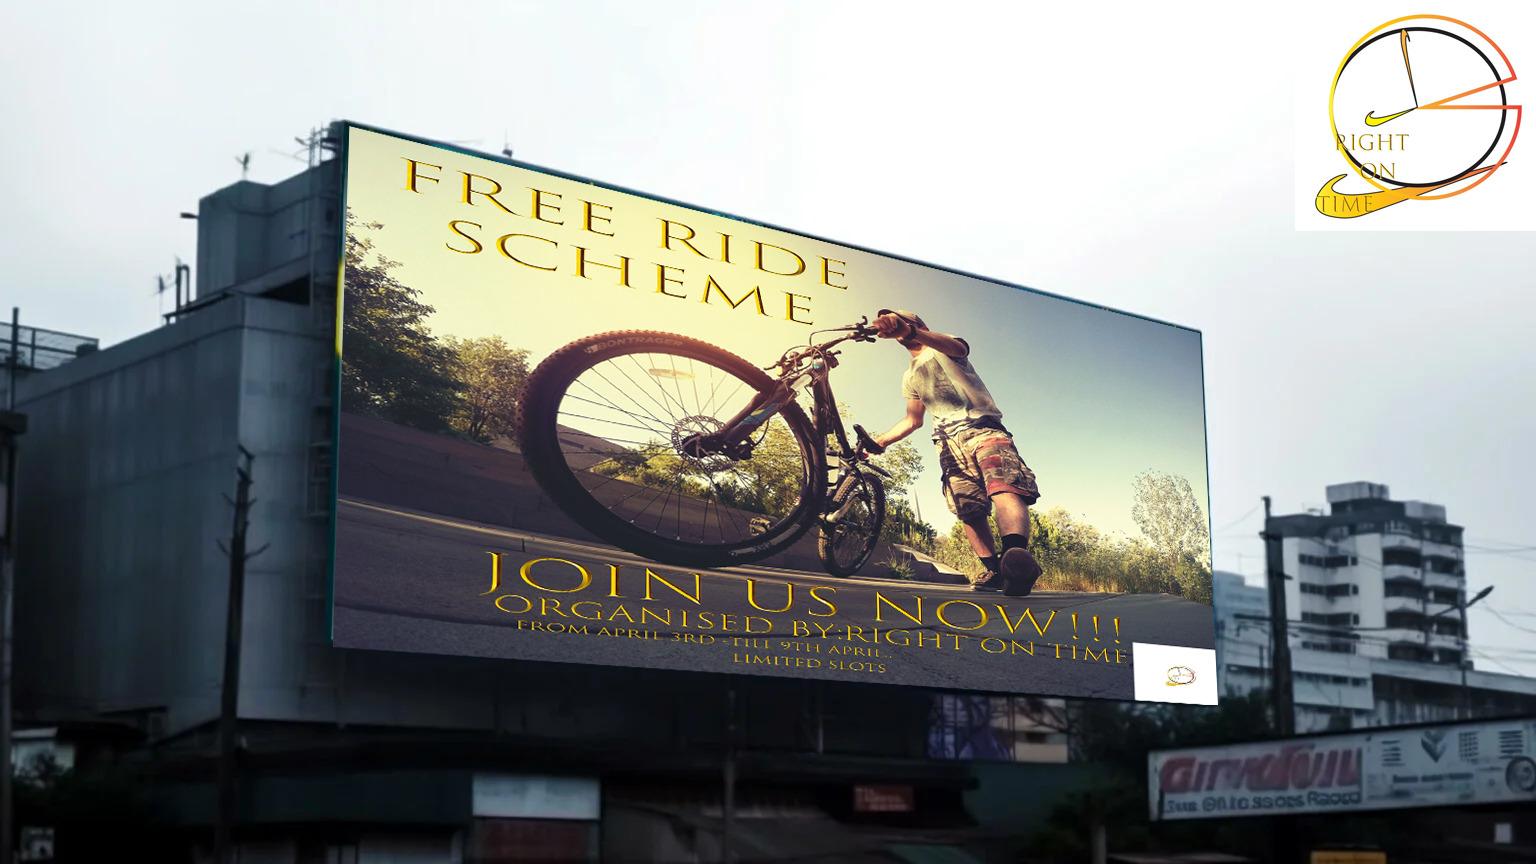 RIGHT
ON
TIME
FREE RIDE
SCHEME
BONTRAGER
JOIN US NOW!!!
ORGANISED BY:RIGHT ON TIME
FROM APRIL 3RD -TILL 9TH APRIL..
LIMITED SLOTS